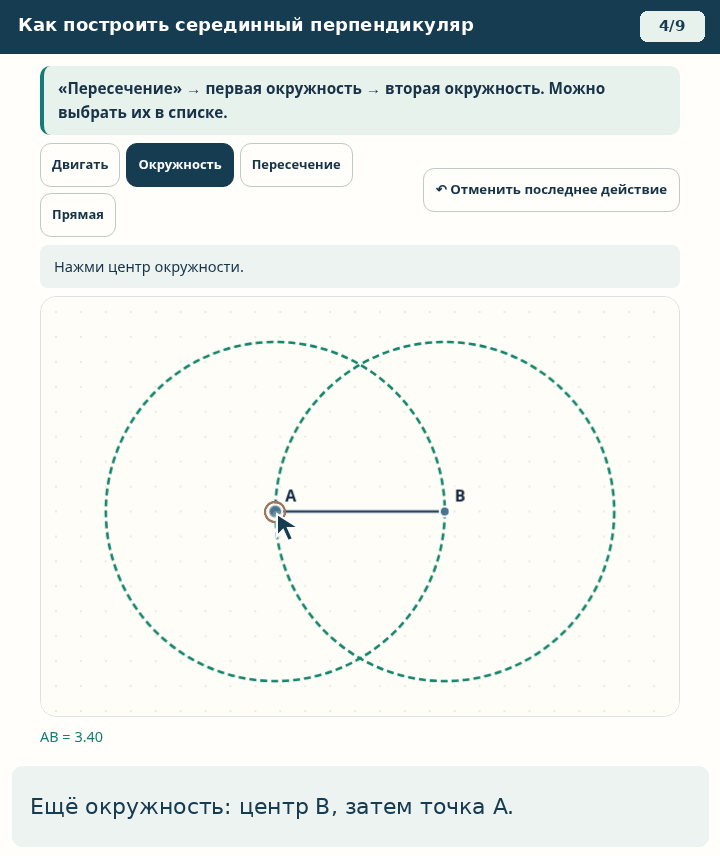 Как построить серединный перпендикуляр
4/9
«Пересечение» → первая окружность → вторая окружность. Можно
выбрать их в списке.
Двигать
Окружность
Пересечение
Прямая
↶ Отменить последнее действие
Нажми центр окружности.
A
B
AB = 3.40
Ещё окружность: центр B, затем точка A.